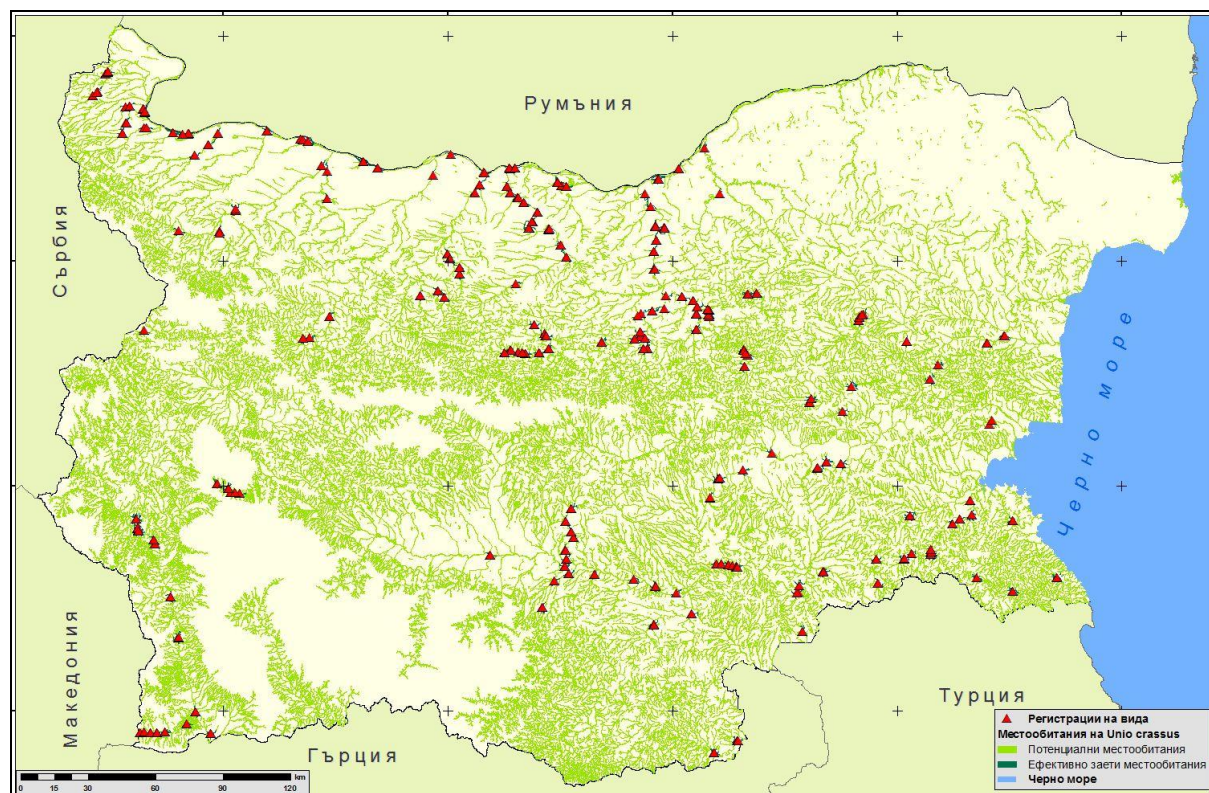 Румъния
Сърбия
Черно море
Македония
Турция
Гърция
Регистрации на вида
Местообитания на Unio crassus
Потенциални местообитания
Ефективно заети местообитания
Черно море
km
0 15 30 60 90 120